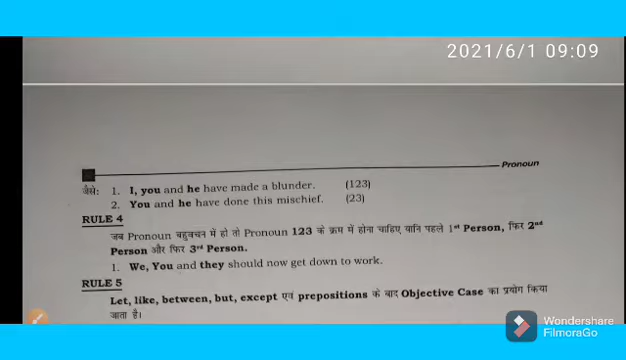 2021/6/1 09:09
Pronoun
जैसे: 1. I, you and he have made a blunder. (123)
2. You and he have done this mischief. (23)
RULE 4
जब Pronoun बहुवचन में हो तो Pronoun 123 के क्रम में होना चाहिए यानि पहले 1st Person, फिर 2nd
Person और फिर 3rd Person.
1. We, You and they should now get down to work.
RULE 5
Let, like, between, but, except एवं prepositions के बाद Objective Case का प्रयोग किया
जाता है।
Wondershare
FilmoraGo